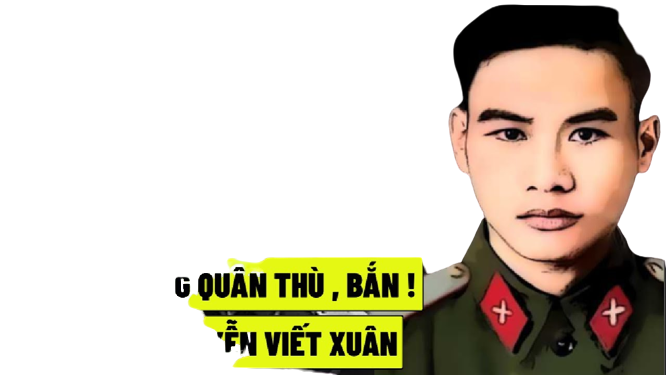 QUÂN THÙ , BẮN !
VIẾT XUÂN